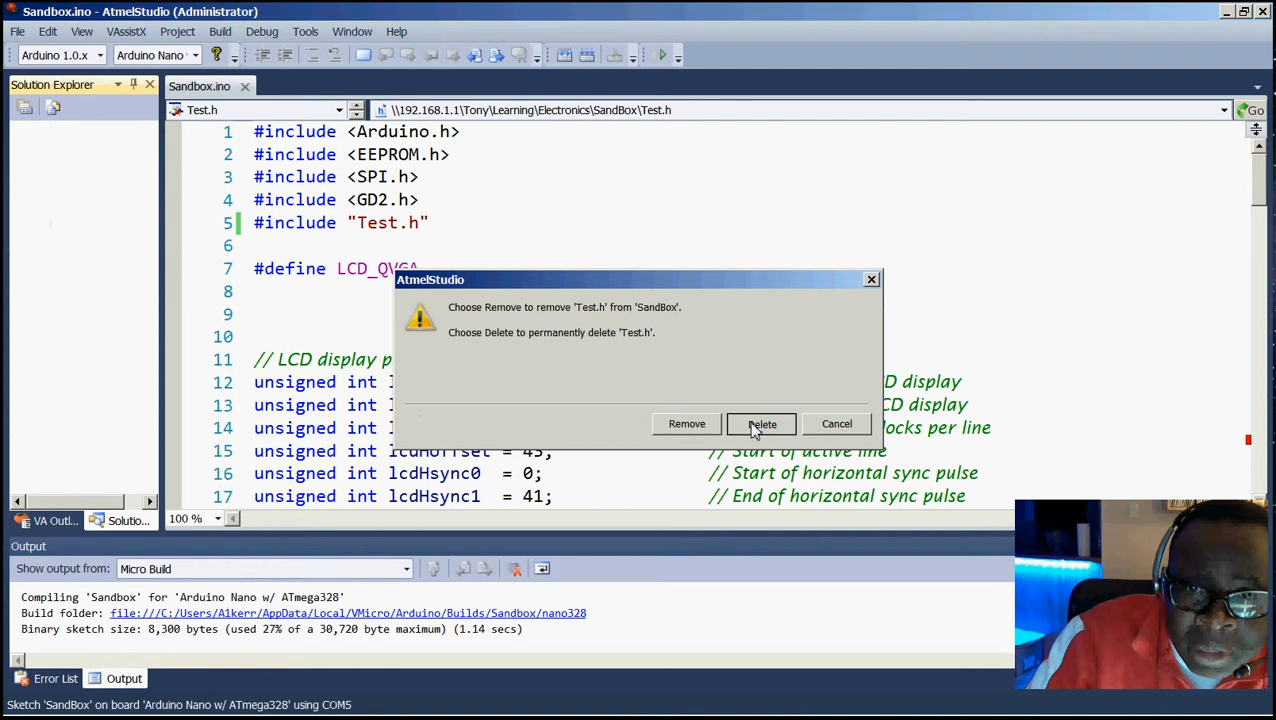 Sandbox.ino - AtmelStudio (Administrator)
File Edit View VAssistX Project Build Debug Tools Window Help
Arduino 1.0.x Arduino Nano
Solution Explorer
Sandbox.ino
Test.h
\\192.168.1.1\Tony\Learning\Electronics\SandBox\Test.h
Go
1 #include <Arduino.h>
2 #include <EEPROM.h>
3 #include <SPI.h>
4 #include <GD2.h>
5 #include "Test.h"
6
7 #define LCD_QVGA
8
9
10
11 // LCD display p
12 unsigned int l CD display
13 unsigned int l CD display
14 unsigned int l locks per line
15 unsigned int lcdHoffset = 43; // Start of active line
16 unsigned int lcdHsync0 = 0; // Start of horizontal sync pulse
17 unsigned int lcdHsync1 = 41; // End of horizontal sync pulse
AtmelStudio
Choose Remove to remove 'Test.h' from 'SandBox'.
Choose Delete to permanently delete 'Test.h'.
Remove Delete Cancel
VA Outl... Solutio...
100 %
Output
Show output from: Micro Build
Compiling 'Sandbox' for 'Arduino Nano w/ ATmega328'
Build folder: file:///C:/Users/A1kerr/AppData/Local/VMicro/Arduino/Builds/Sandbox/nano328
Binary sketch size: 8,300 bytes (used 27% of a 30,720 byte maximum) (1.14 secs)
Error List Output
Sketch 'SandBox' on board 'Arduino Nano w/ ATmega328' using COM5